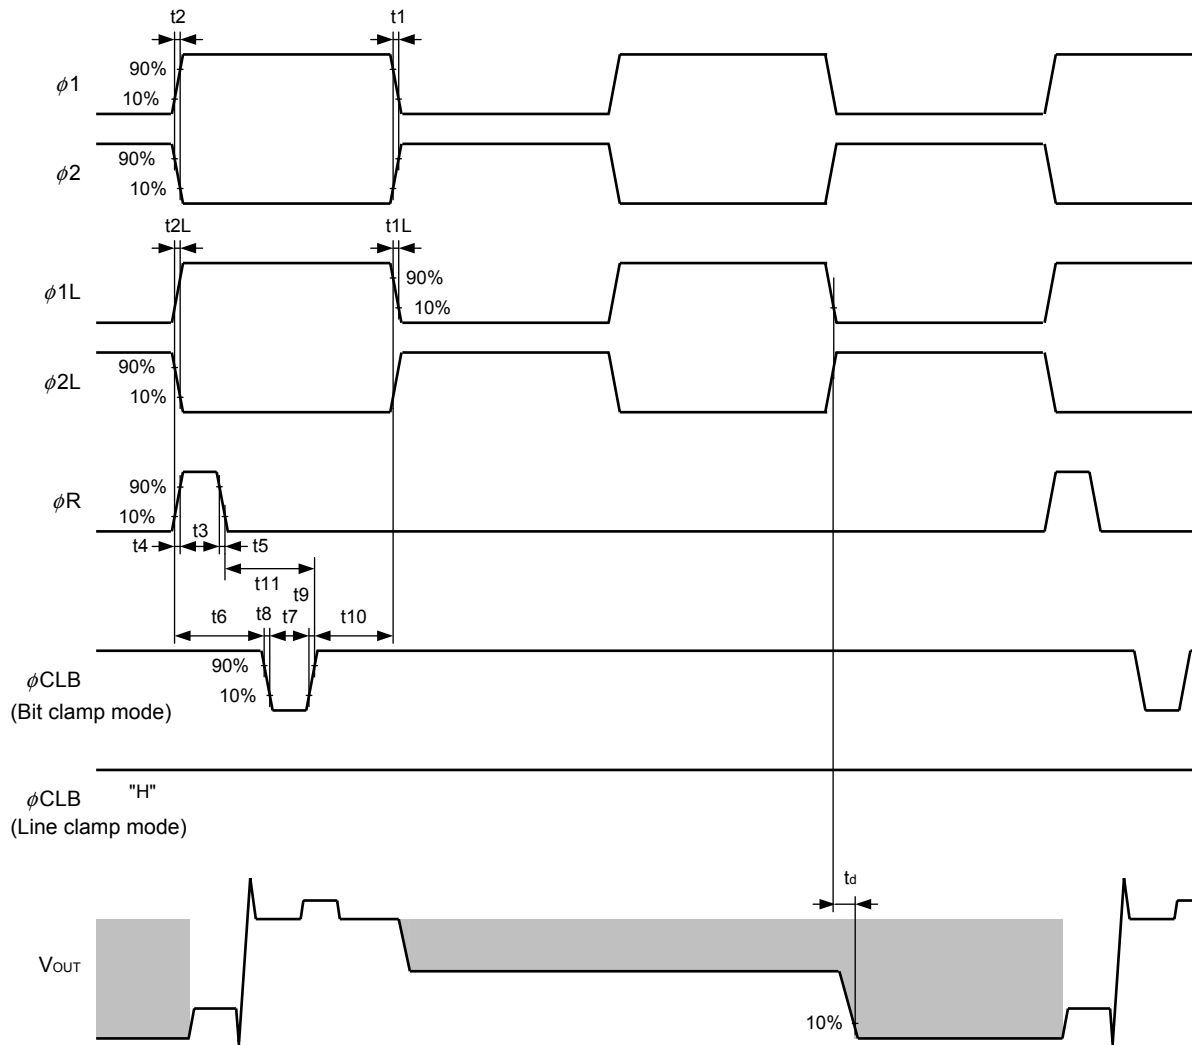 t2 t1
90%
ϕ1
10%
90%
ϕ2
10%
t2L t1L
90%
ϕ1L
10%
90%
ϕ2L
10%
90%
ϕR
10%
t3
t4 t5
t11
t9
t6 t8 t7 t10
90%
ϕCLB
10%
(Bit clamp mode)
"H"
ϕCLB
(Line clamp mode)
td
VOUT
10%